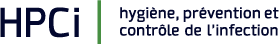 HPCi
hygiène, prévention et
contrôle de l'infection